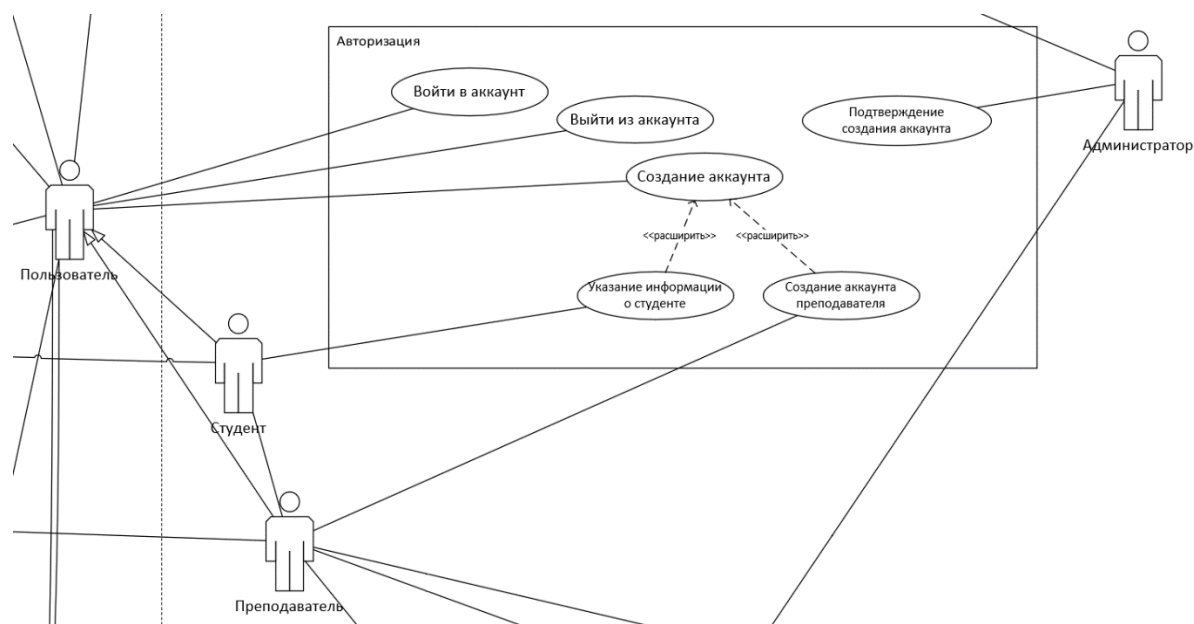 Авторизация
Войти в аккаунт
Выйти из аккаунта
Подтверждение
создания аккаунта
Администратор
Создание аккаунта
<<расширить>>
<<расширить>>
Пользователь
Указание информации
о студенте
Создание аккаунта
преподавателя
Студент
Преподаватель